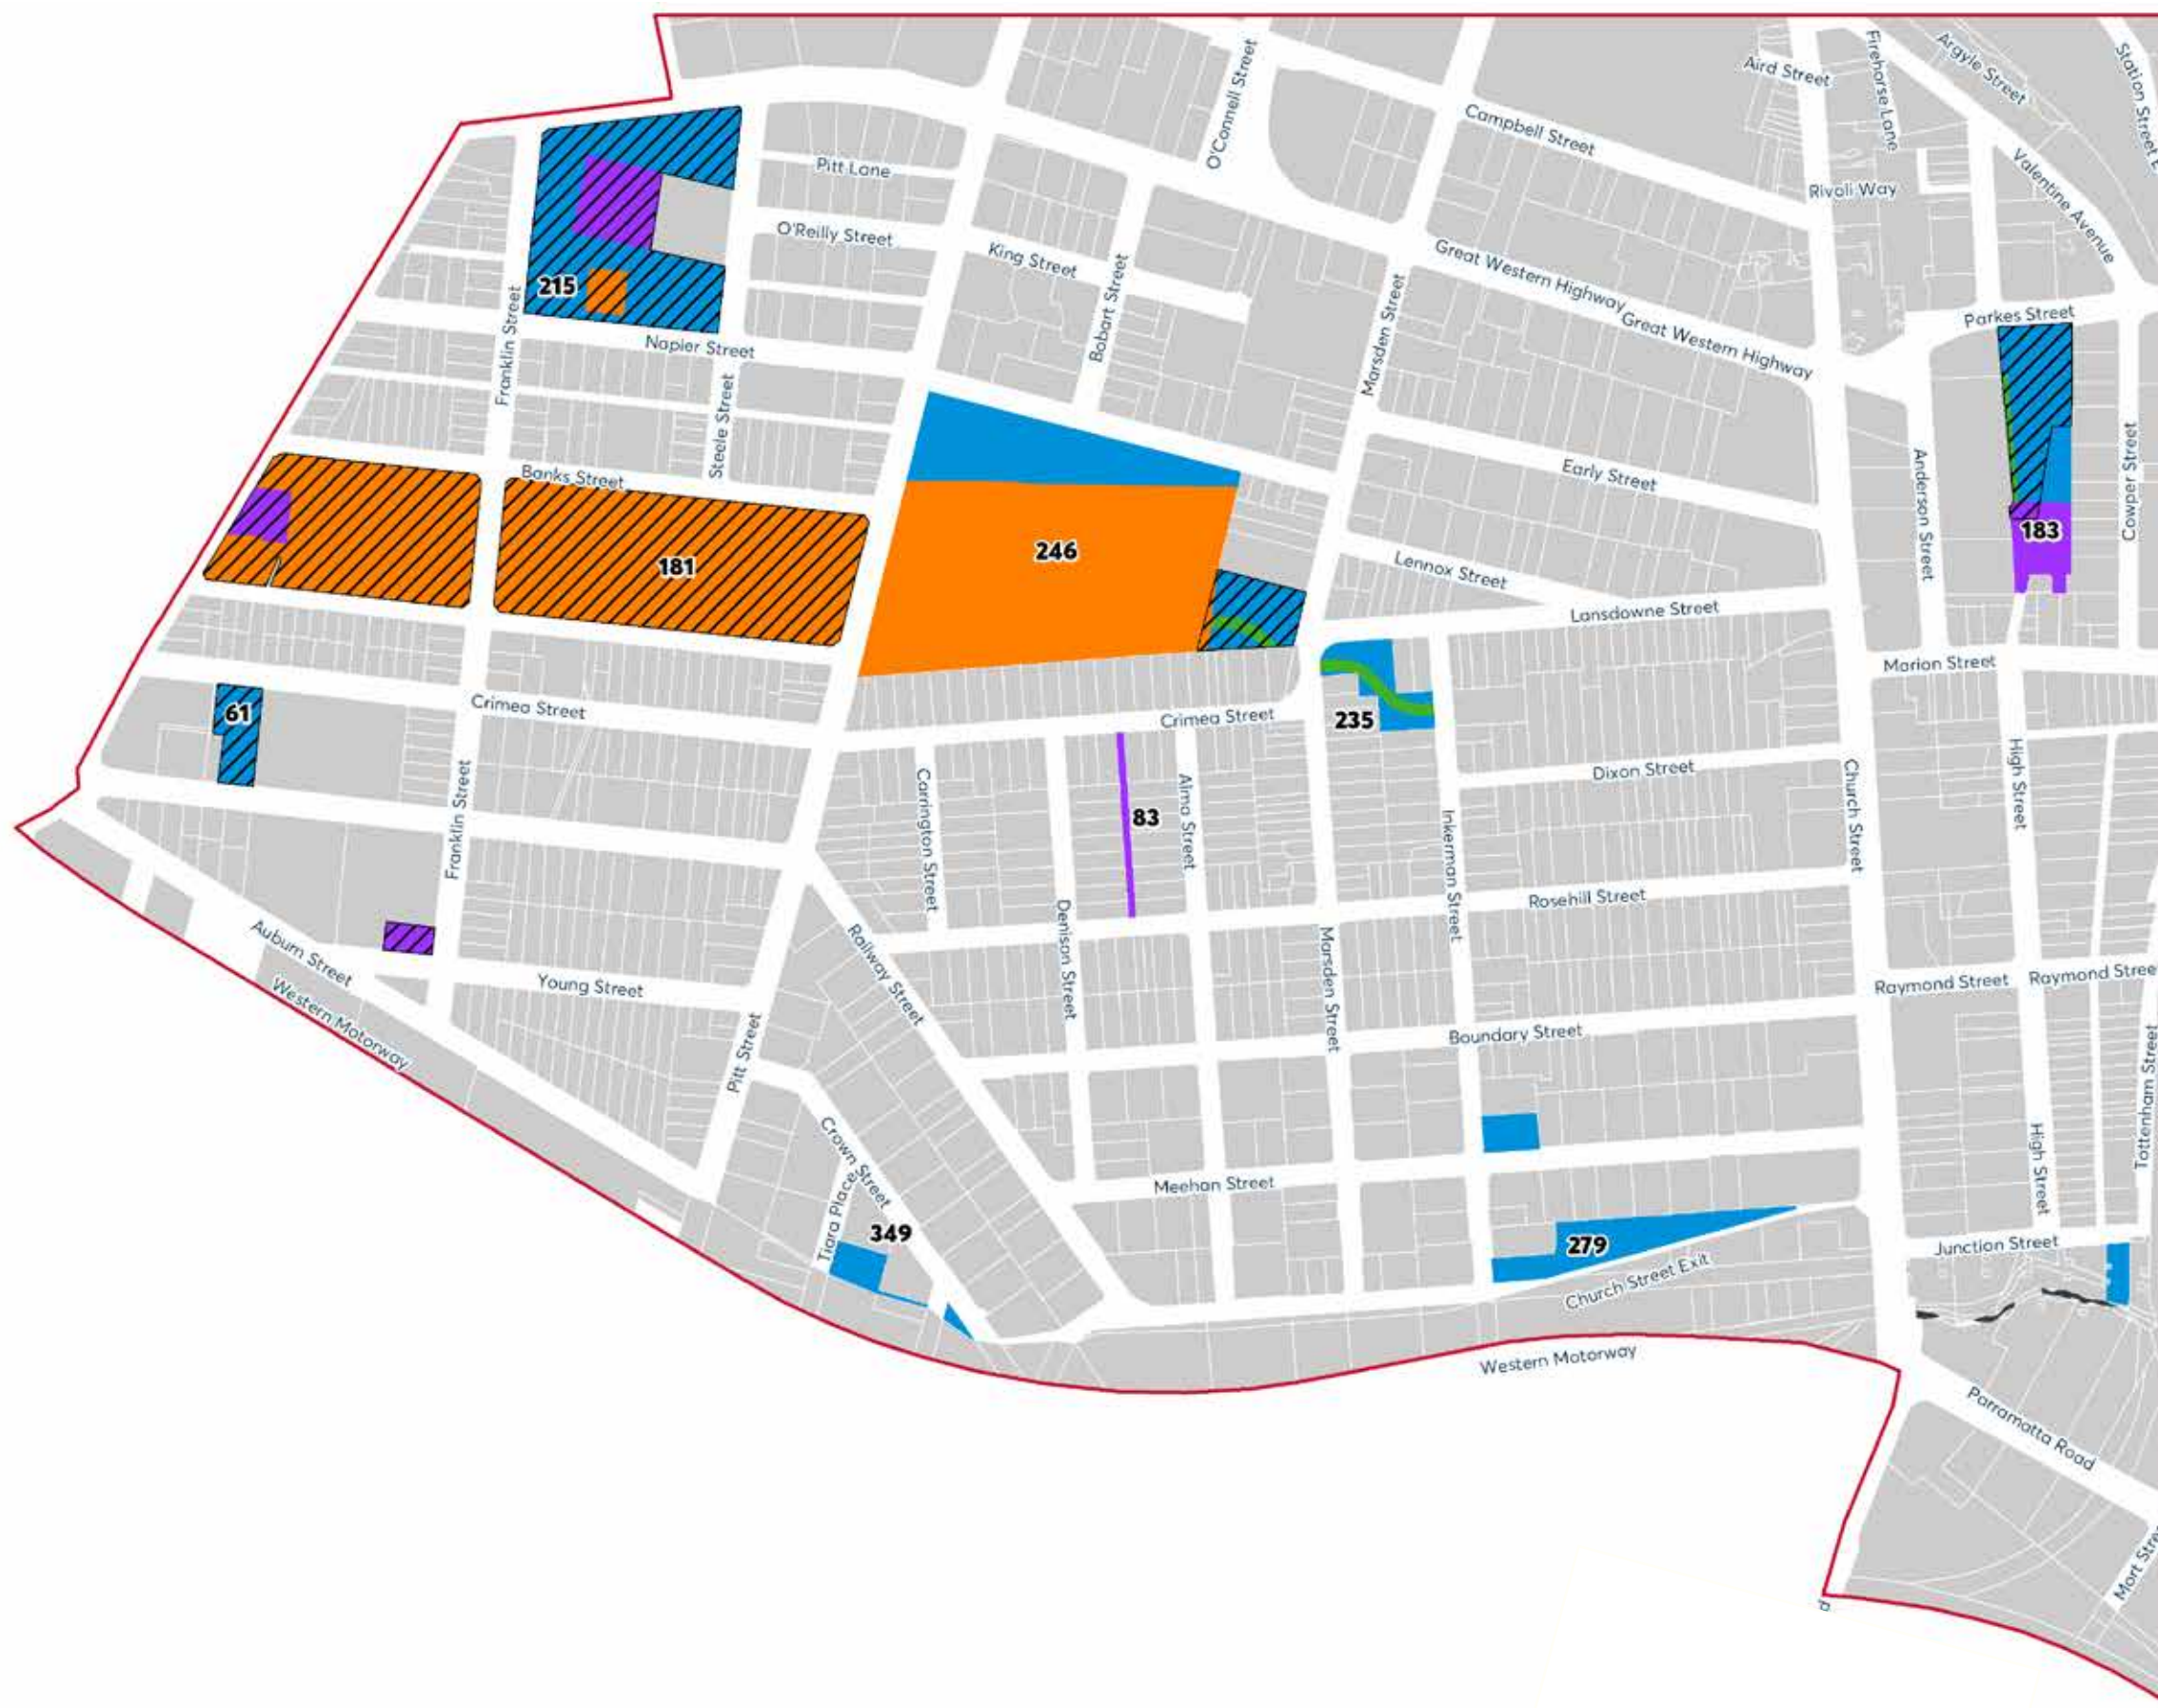 O'Connell Street
Aird Street
Firehorse Lane
Argyle Street
Station Street E
Campbell Street
Pitt Lane
Rivoli Way
Valentine Avenue
O'Reilly Street
King Street
Bobart Street
Great Western Highway
Great Western Highway
Marsden Street
215
Franklin Street
Napier Street
Parkes Street
Steele Street
Banks Street
Early Street
Anderson Street
Cowper Street
183
181
246
Lennox Street
Lansdowne Street
Marion Street
61
Crimea Street
Crimea Street
235
Dixon Street
Church Street
High Street
Franklin Street
Carrington Street
83
Alma Street
Inkerman Street
Rosehill Street
Auburn Street
Western Motorway
Young Street
Railway Street
Denison Street
Marsden Street
Raymond Street
Raymond Stree
Pitt Street
Boundary Street
Tottenham Street
Crown Street
Tiara Place
349
Meehan Street
High Street
279
Church Street Exit
Junction Street
Western Motorway
Parramatta Road
Mort Stre